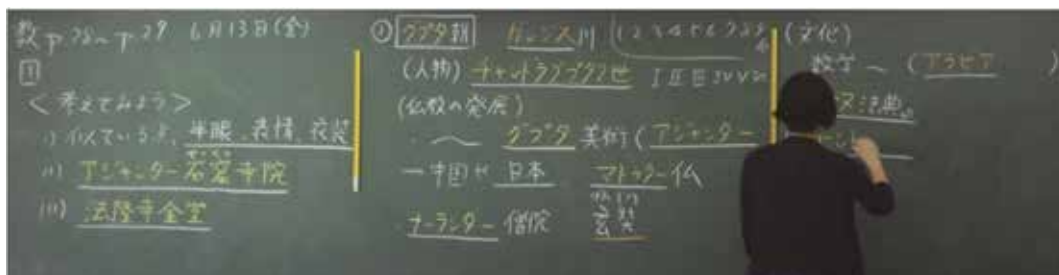 教p.28~p.29 6月13日(金)
1
<考えてみよう>
i) 似ている点、半眼、表情、衣装
ii) アジャンター石窟寺院
iii) 法隆寺金堂
① グプタ朝 ガンジス川
(人物) チャンドラグプタ2世
(仏教の発展)
グプタ美術(アジャンター
中国や日本 マトゥラー仏
ナーランダー僧院 玄奘
(文化)
数字~(アラビア)
ヌ法典。